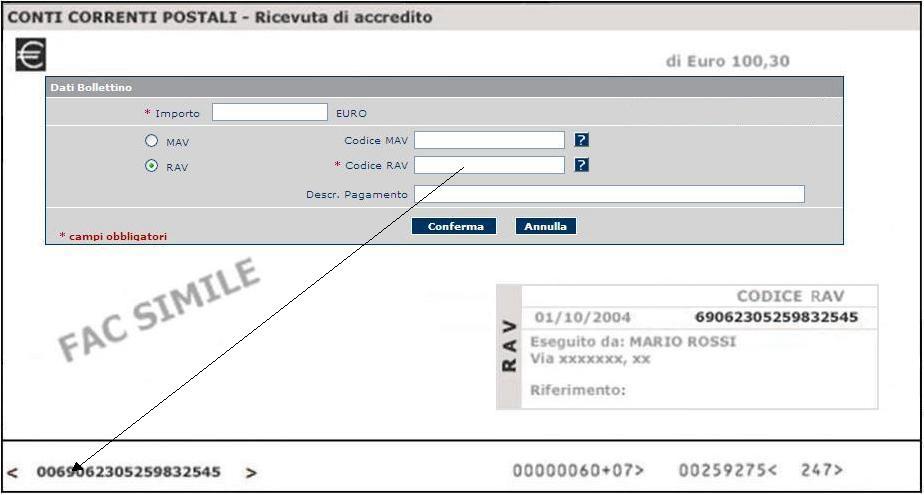 CONTI CORRENTI POSTALI - Ricevuta di accredito
€
di Euro 100,30
Dati Bollettino
* Importo EURO
MAV Codice MAV ?
RAV * Codice RAV ?
Descr. Pagamento
Conferma Annulla
* campi obbligatori
FAC SIMILE
RAV
CODICE RAV
01/10/2004 69062305259832545
Eseguito da: MARIO ROSSI
Via xxxxxxx, xx
Riferimento:
< 0069062305259832545 > 00000060+07> 00259275< 247>